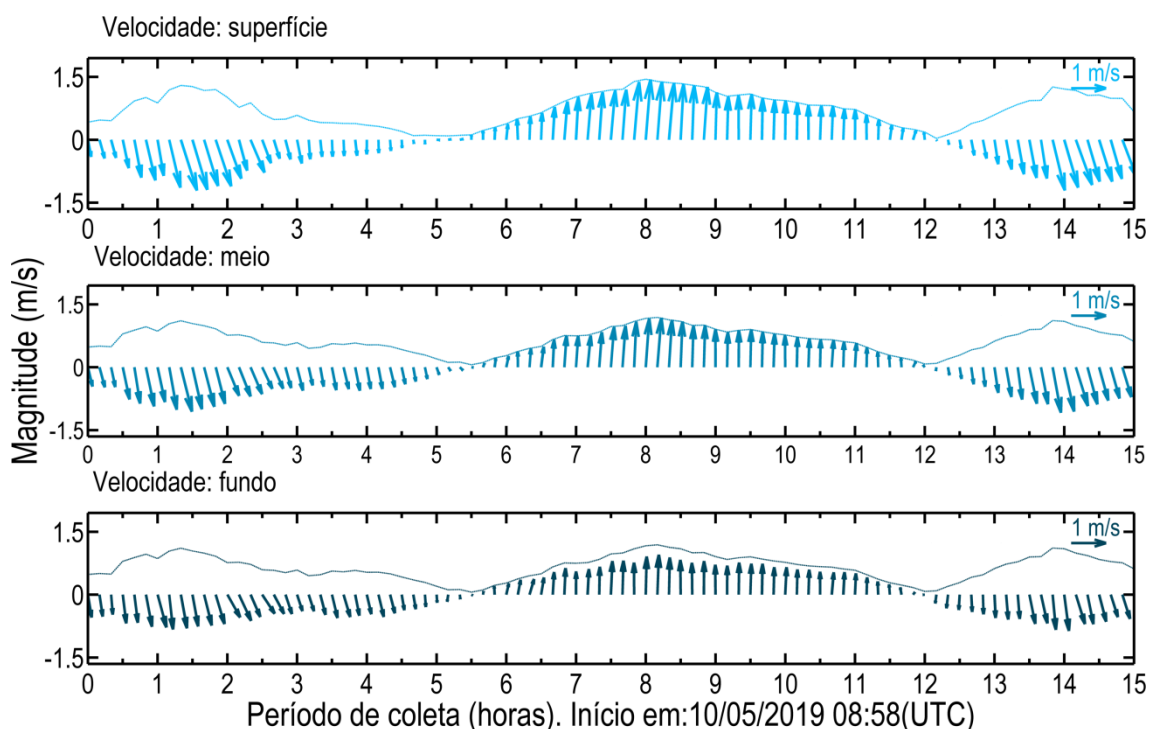 Velocidade: superfície
1.5
0
-1.5
1 m/s
0 1 2 3 4 5 6 7 8 9 10 11 12 13 14 15
Velocidade: meio
Magnitude (m/s)
1.5
0
-1.5
1 m/s
0 1 2 3 4 5 6 7 8 9 10 11 12 13 14 15
Velocidade: fundo
1.5
0
-1.5
1 m/s
0 1 2 3 4 5 6 7 8 9 10 11 12 13 14 15
Período de coleta (horas). Início em:10/05/2019 08:58(UTC)